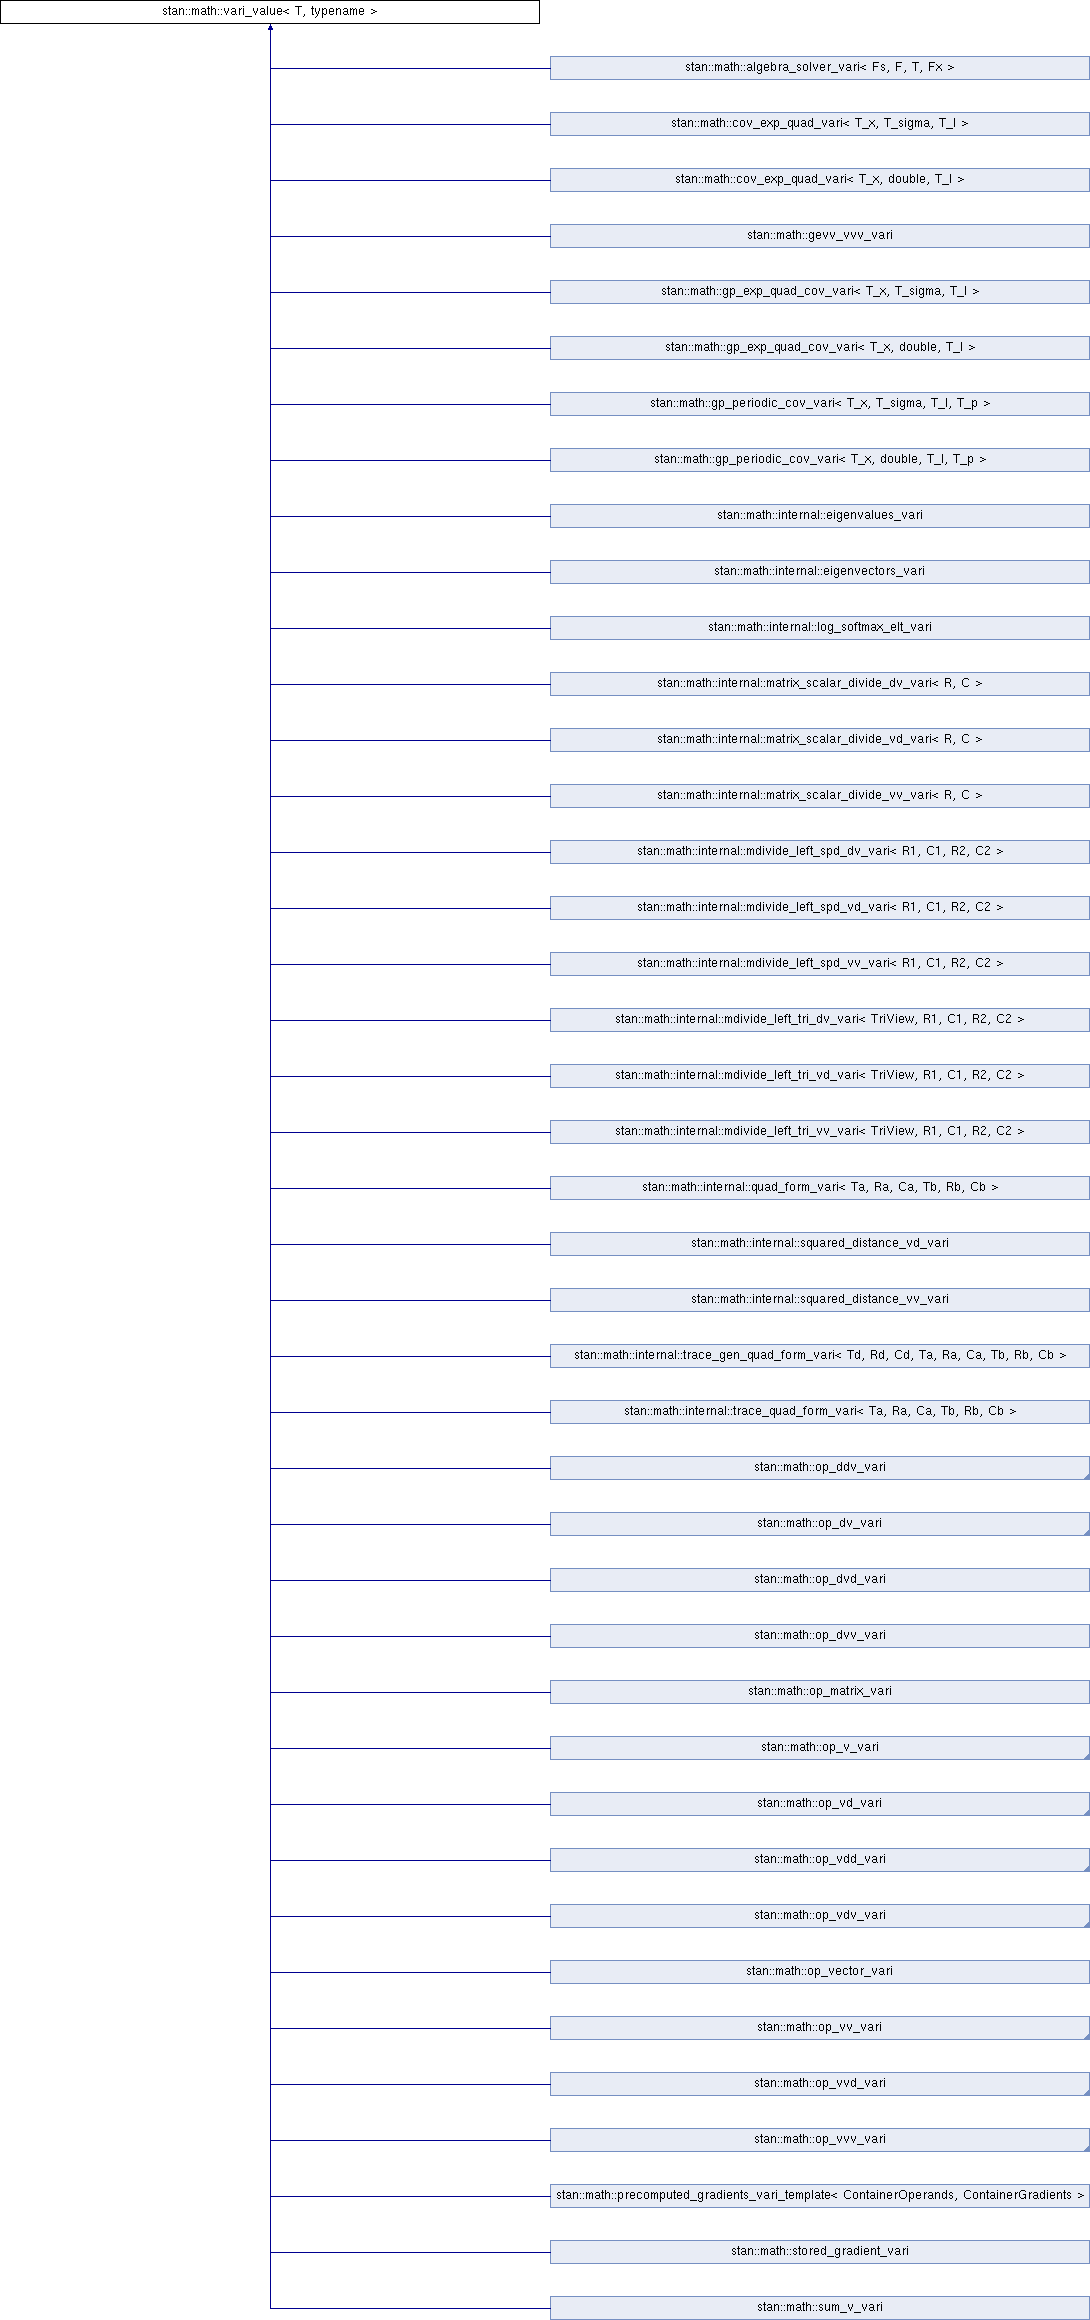 stan::math::vari_value< T, typename >
stan::math::algebra_solver_vari< Fs, F, T, Fx >
stan::math::cov_exp_quad_vari< T_x, T_sigma, T_l >
stan::math::cov_exp_quad_vari< T_x, double, T_l >
stan::math::gevv_vvv_vari
stan::math::gp_exp_quad_cov_vari< T_x, T_sigma, T_l >
stan::math::gp_exp_quad_cov_vari< T_x, double, T_l >
stan::math::gp_periodic_cov_vari< T_x, T_sigma, T_l, T_p >
stan::math::gp_periodic_cov_vari< T_x, double, T_l, T_p >
stan::math::internal::eigenvalues_vari
stan::math::internal::eigenvectors_vari
stan::math::internal::log_softmax_elt_vari
stan::math::internal::matrix_scalar_divide_dv_vari< R, C >
stan::math::internal::matrix_scalar_divide_vd_vari< R, C >
stan::math::internal::matrix_scalar_divide_vv_vari< R, C >
stan::math::internal::mdivide_left_spd_dv_vari< R1, C1, R2, C2 >
stan::math::internal::mdivide_left_spd_vd_vari< R1, C1, R2, C2 >
stan::math::internal::mdivide_left_spd_vv_vari< R1, C1, R2, C2 >
stan::math::internal::mdivide_left_tri_dv_vari< TriView, R1, C1, R2, C2 >
stan::math::internal::mdivide_left_tri_vd_vari< TriView, R1, C1, R2, C2 >
stan::math::internal::mdivide_left_tri_vv_vari< TriView, R1, C1, R2, C2 >
stan::math::internal::quad_form_vari< Ta, Ra, Ca, Tb, Rb, Cb >
stan::math::internal::squared_distance_vd_vari
stan::math::internal::squared_distance_vv_vari
stan::math::internal::trace_gen_quad_form_vari< Td, Rd, Cd, Ta, Ra, Ca, Tb, Rb, Cb >
stan::math::internal::trace_quad_form_vari< Ta, Ra, Ca, Tb, Rb, Cb >
stan::math::op_ddv_vari
stan::math::op_dv_vari
stan::math::op_dvd_vari
stan::math::op_dvv_vari
stan::math::op_matrix_vari
stan::math::op_v_vari
stan::math::op_vd_vari
stan::math::op_vdd_vari
stan::math::op_vdv_vari
stan::math::op_vector_vari
stan::math::op_vv_vari
stan::math::op_vvd_vari
stan::math::op_vvv_vari
stan::math::precomputed_gradients_vari_template< ContainerOperands, ContainerGradients >
stan::math::stored_gradient_vari
stan::math::sum_v_vari